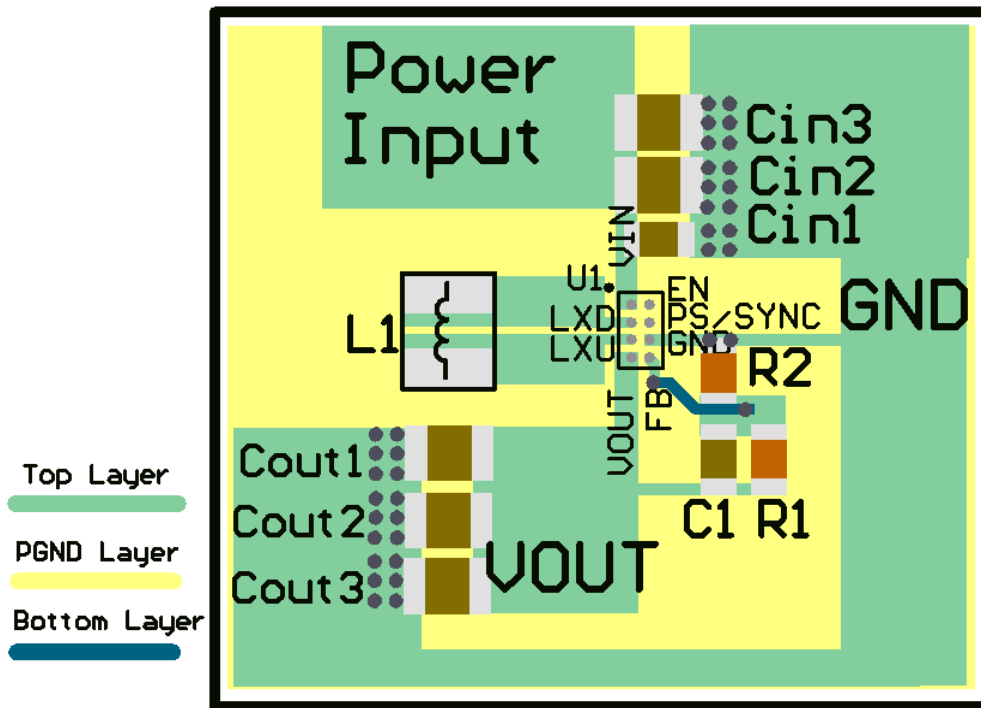 Power
Input
Cin3
Cin2
Cin1
VIN
U1
EN
LXD
PS/SYNC
GND
LXU
GND
L1
R2
VOUT
FB
Cout1
Cout2
Cout3
VOUT
C1
R1
Top Layer
PGND Layer
Bottom Layer